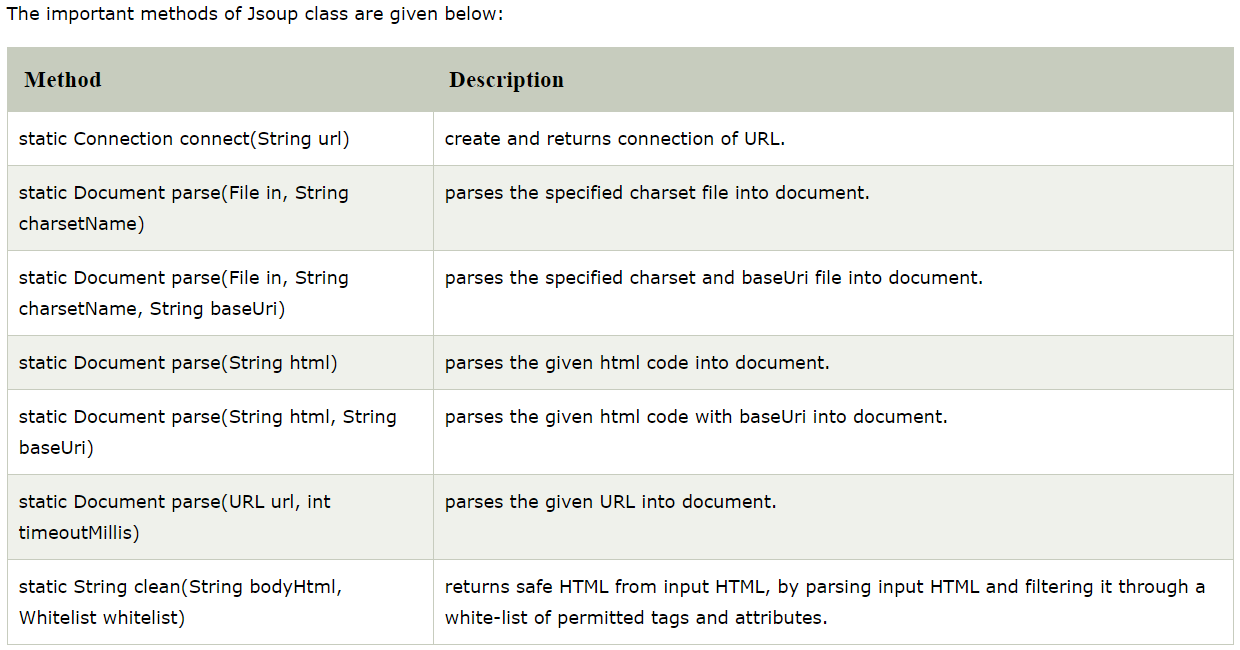 The important methods of Jsoup class are given below:
Method Description
static Connection connect(String url) create and returns connection of URL.
static Document parse(File in, String parses the specified charset file into document.
charsetName)
static Document parse(File in, String parses the specified charset and baseUri file into document.
charsetName, String baseUri)
static Document parse(String html) parses the given html code into document.
static Document parse(String html, String parses the given html code with baseUri into document.
baseUri)
static Document parse(URL url, int parses the given URL into document.
timeoutMillis)
static String clean(String bodyHtml, returns safe HTML from input HTML, by parsing input HTML and filtering it through a
Whitelist whitelist) white-list of permitted tags and attributes.